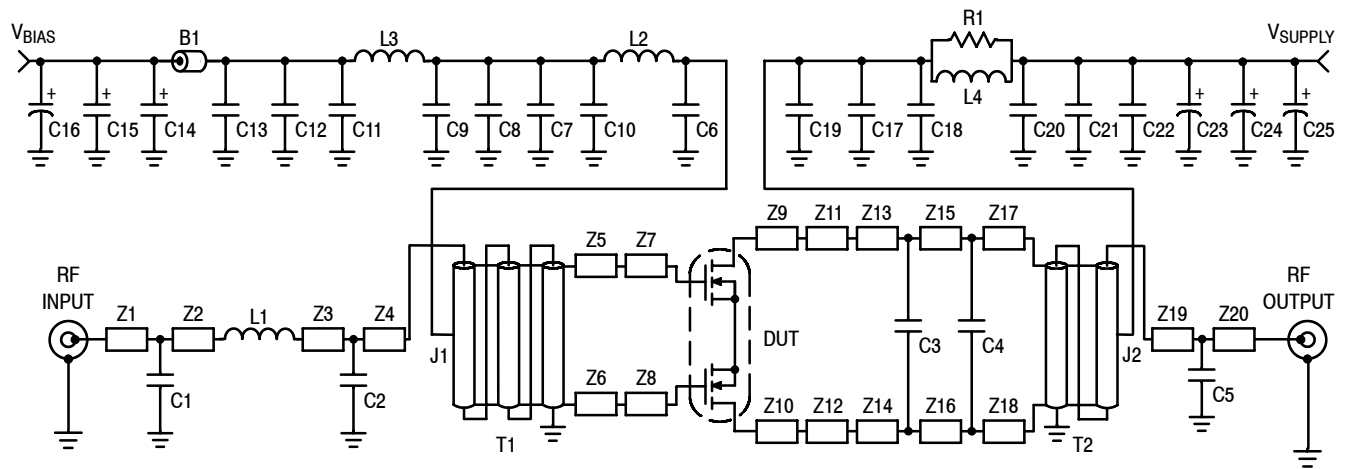 V_BIAS B1 L3 L2 R1 V_SUPPLY
L4
+ + + + + +
C16 C15 C14 C13 C12 C11 C9 C8 C7 C10 C6 C19 C17 C18 C20 C21 C22 C23 C24 C25
Z9 Z11 Z13 Z15 Z17
Z5 Z7
RF
INPUT
RF
OUTPUT
Z1 Z2 L1 Z3 Z4 Z19 Z20
J1 DUT C3 C4 J2
Z6 Z8
C1 C2 C5
Z10 Z12 Z14 Z16 Z18
T1 T2